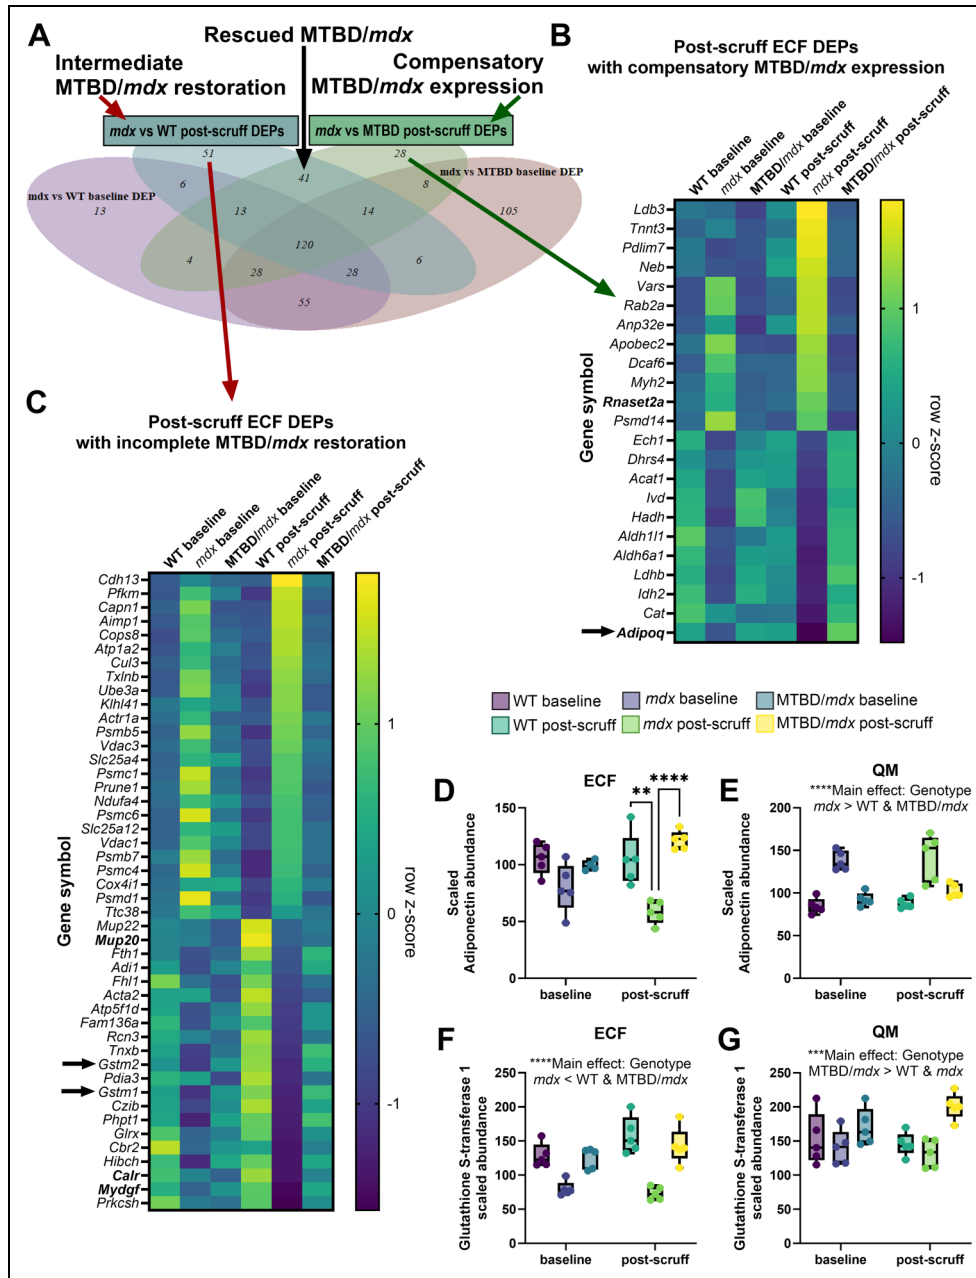 A
Rescued MTBD/mdx
Intermediate
MTBD/mdx restoration
Compensatory
MTBD/mdx expression
mdx vs WT post-scruff DEPs
mdx vs MTBD post-scruff DEPs
51
28
41
6
8
mdx vs WT baseline DEP
mdx vs MTBD baseline DEP
13
13
14
105
120
4
28
28
6
55
B
Post-scruff ECF DEPs
with compensatory MTBD/mdx expression
WT baseline
mdx baseline
MTBD/mdx baseline
WT post-scruff
mdx post-scruff
MTBD/mdx post-scruff
Gene symbol
Ldb3
Tnnt3
Pdlim7
Neb
Vars
Rab2a
Anp32e
Apobec2
Dcaf6
Myh2
Rnaset2a
Psmd14
Ech1
Dhrs4
Acat1
Ivd
Hadh
Aldh1l1
Aldh6a1
Ldhb
Idh2
Cat
Adipoq
1
0
-1
row z-score
C
Post-scruff ECF DEPs
with incomplete MTBD/mdx restoration
WT baseline
mdx baseline
MTBD/mdx baseline
WT post-scruff
mdx post-scruff
MTBD/mdx post-scruff
Gene symbol
Cdh13
Pfkm
Capn1
Aimp1
Cops8
Atp1a2
Cul3
Txlnb
Ube3a
Klhl41
Actr1a
Psmb5
Vdac3
Slc25a4
Psmc1
Prune1
Ndufa4
Psmc6
Slc25a12
Vdac1
Psmb7
Psmc4
Cox4i1
Psmd1
Ttc38
Mup22
Mup20
Fth1
Adi1
Fhl1
Acta2
Atp5f1d
Fam136a
Rcn3
Tnxb
Gstm2
Pdia3
Gstm1
Czib
Phpt1
Glrx
Cbr2
Hibch
Calr
Mydgf
Prkcsh
1
0
-1
row z-score
WT baseline
mdx baseline
MTBD/mdx baseline
WT post-scruff
mdx post-scruff
MTBD/mdx post-scruff
D
ECF
Scaled
Adiponectin abundance
150
100
50
0
**
****
baseline
post-scruff
E
QM
****Main effect: Genotype
mdx > WT & MTBD/mdx
Scaled
Adiponectin abundance
200
150
100
50
0
baseline
post-scruff
F
ECF
****Main effect: Genotype
mdx < WT & MTBD/mdx
Glutathione S-transferase 1
scaled abundance
250
200
150
100
50
0
baseline
post-scruff
G
QM
***Main effect: Genotype
MTBD/mdx > WT & mdx
Glutathione S-transferase 1
scaled abundance
250
200
150
100
50
0
baseline
post-scruff